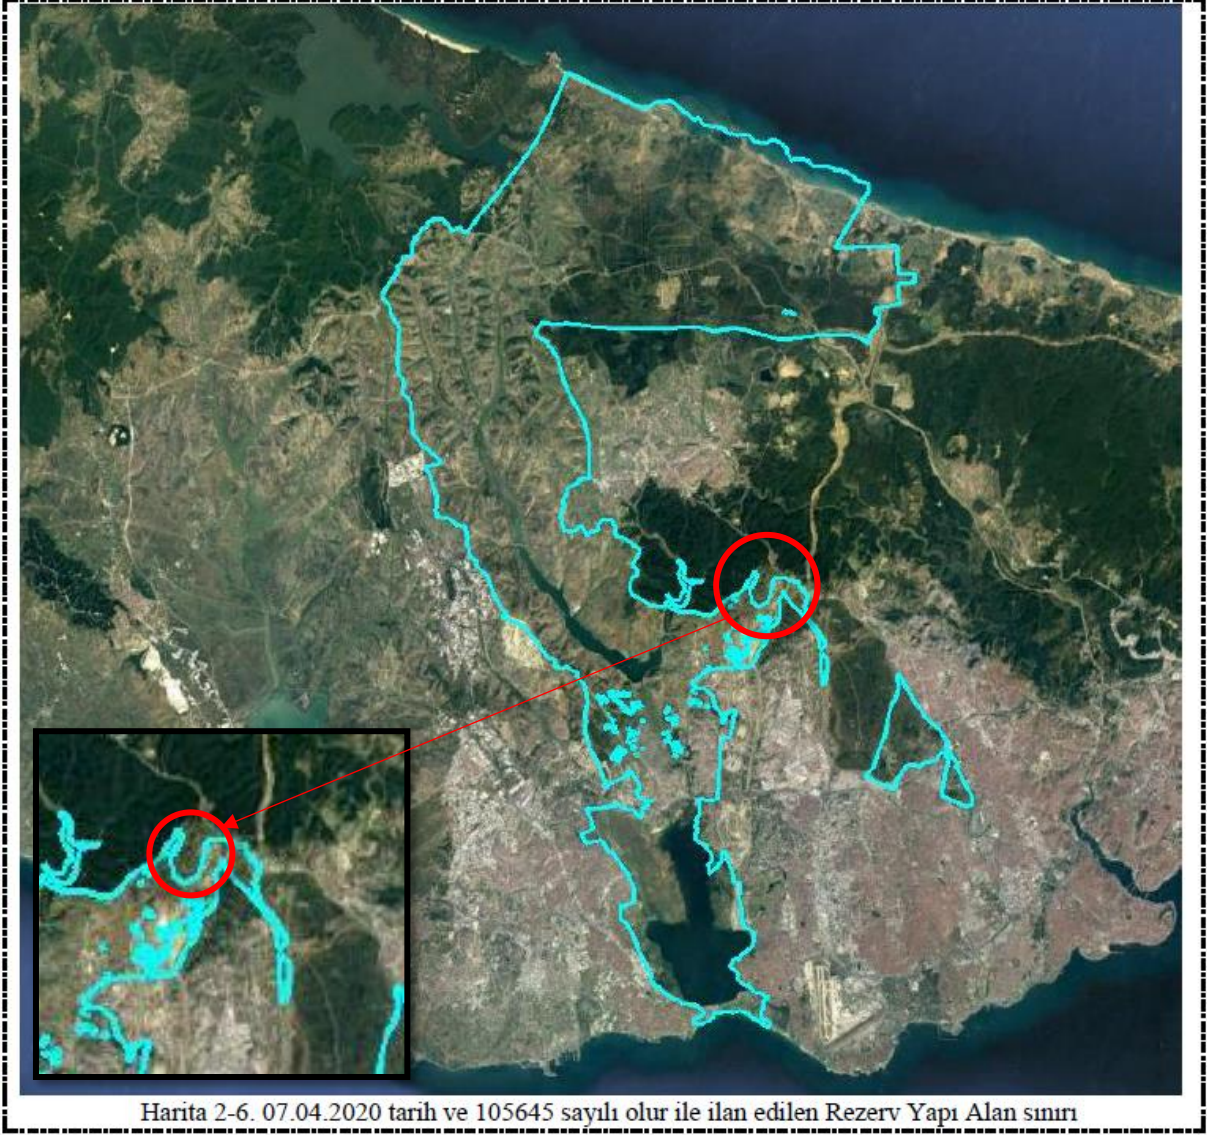 Harita 2-6. 07.04.2020 tarih ve 105645 sayılı olur ile ilan edilen Rezerv Yapı Alan sınırı